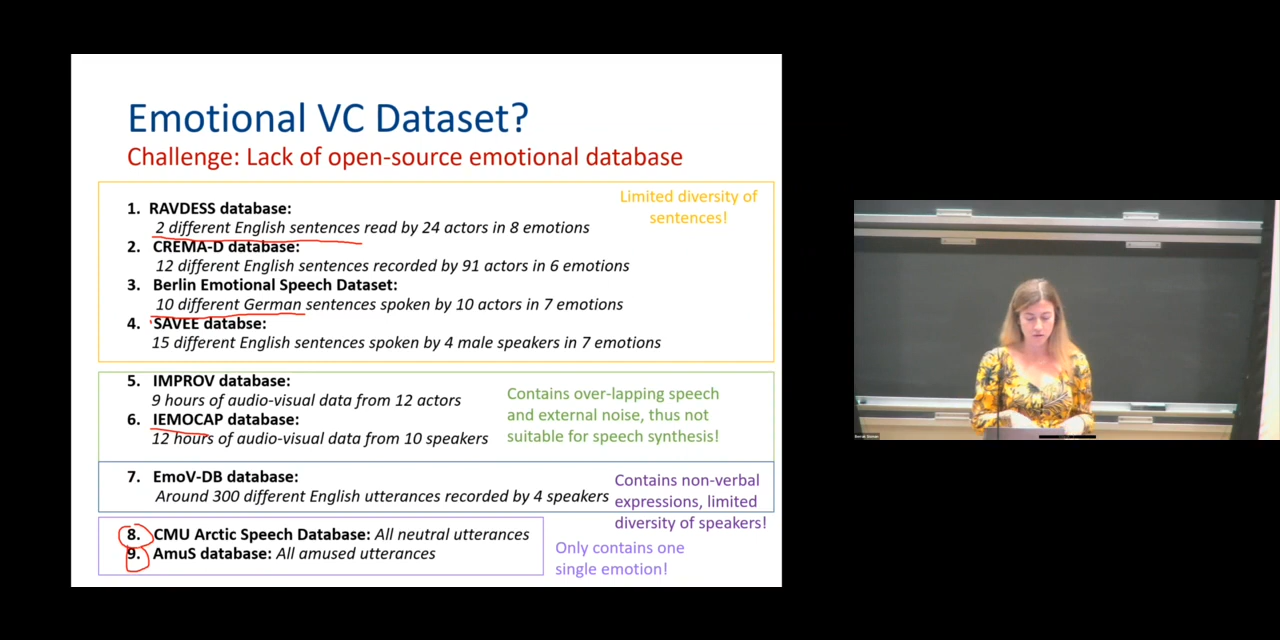 Emotional VC Dataset?
Challenge: Lack of open-source emotional database
Limited diversity of
sentences!
1. RAVDESS database:
2 different English sentences read by 24 actors in 8 emotions
2. CREMA-D database:
12 different English sentences recorded by 91 actors in 6 emotions
3. Berlin Emotional Speech Dataset:
10 different German sentences spoken by 10 actors in 7 emotions
4. SAVEE databse:
15 different English sentences spoken by 4 male speakers in 7 emotions
5. IMPROV database:
9 hours of audio-visual data from 12 actors
6. IEMOCAP database:
12 hours of audio-visual data from 10 speakers
Contains over-lapping speech
and external noise, thus not
suitable for speech synthesis!
7. EmoV-DB database:
Around 300 different English utterances recorded by 4 speakers
Contains non-verbal
expressions, limited
diversity of speakers!
8. CMU Arctic Speech Database: All neutral utterances
9. AmuS database: All amused utterances
Only contains one
single emotion!